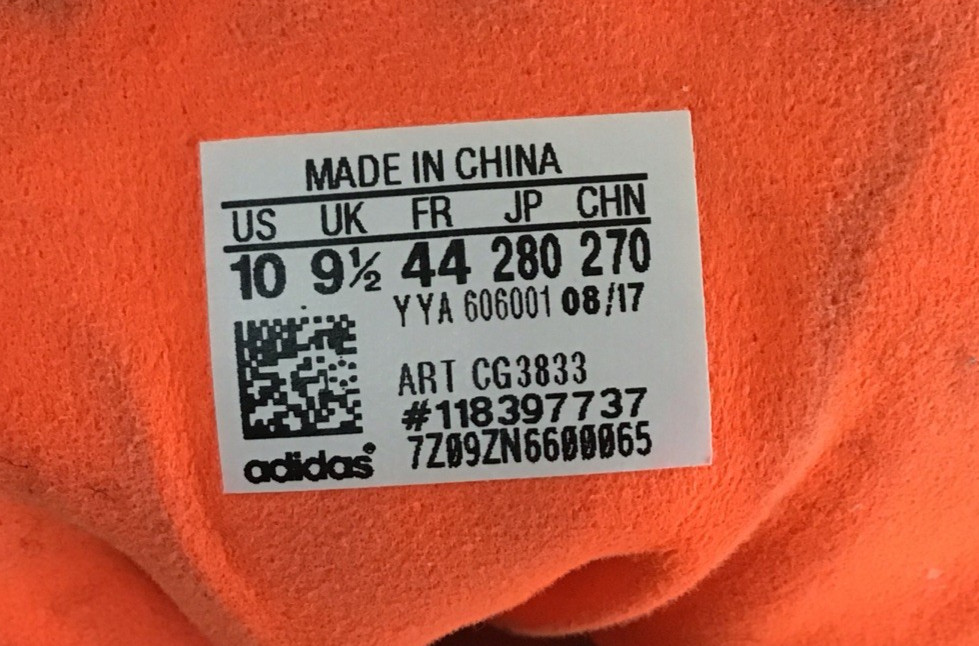 MADE IN CHINA
US UK FR JP CHN
10 9½ 44 280 270
YYA 606001 08/17
ART CG3833
#118397737
7Z09ZN6600065
adidas